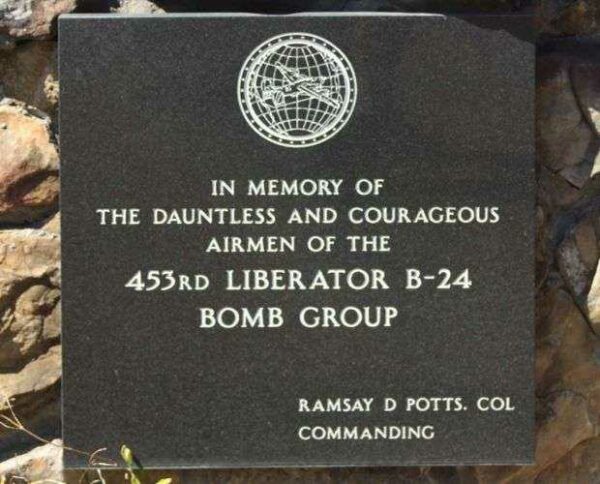 IN MEMORY OF
THE DAUNTLESS AND COURAGEOUS
AIRMEN OF THE
453RD LIBERATOR B-24
BOMB GROUP
RAMSAY D POTTS. COL
COMMANDING